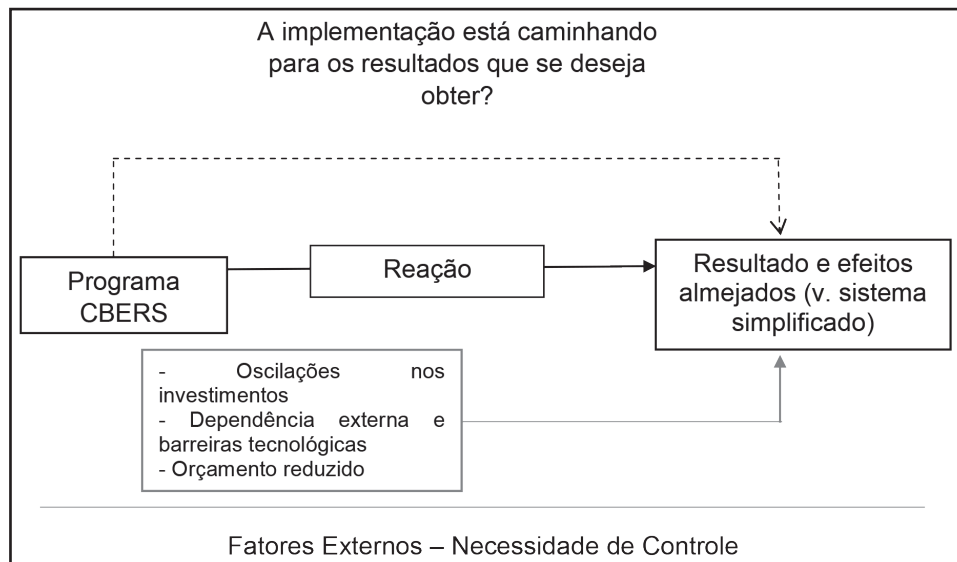 A implementação está caminhando
para os resultados que se deseja
obter?
Programa
CBERS
Reação
Resultado e efeitos
almejados (v. sistema
simplificado)
- Oscilações nos
investimentos
- Dependência externa e
barreiras tecnológicas
- Orçamento reduzido
Fatores Externos – Necessidade de Controle